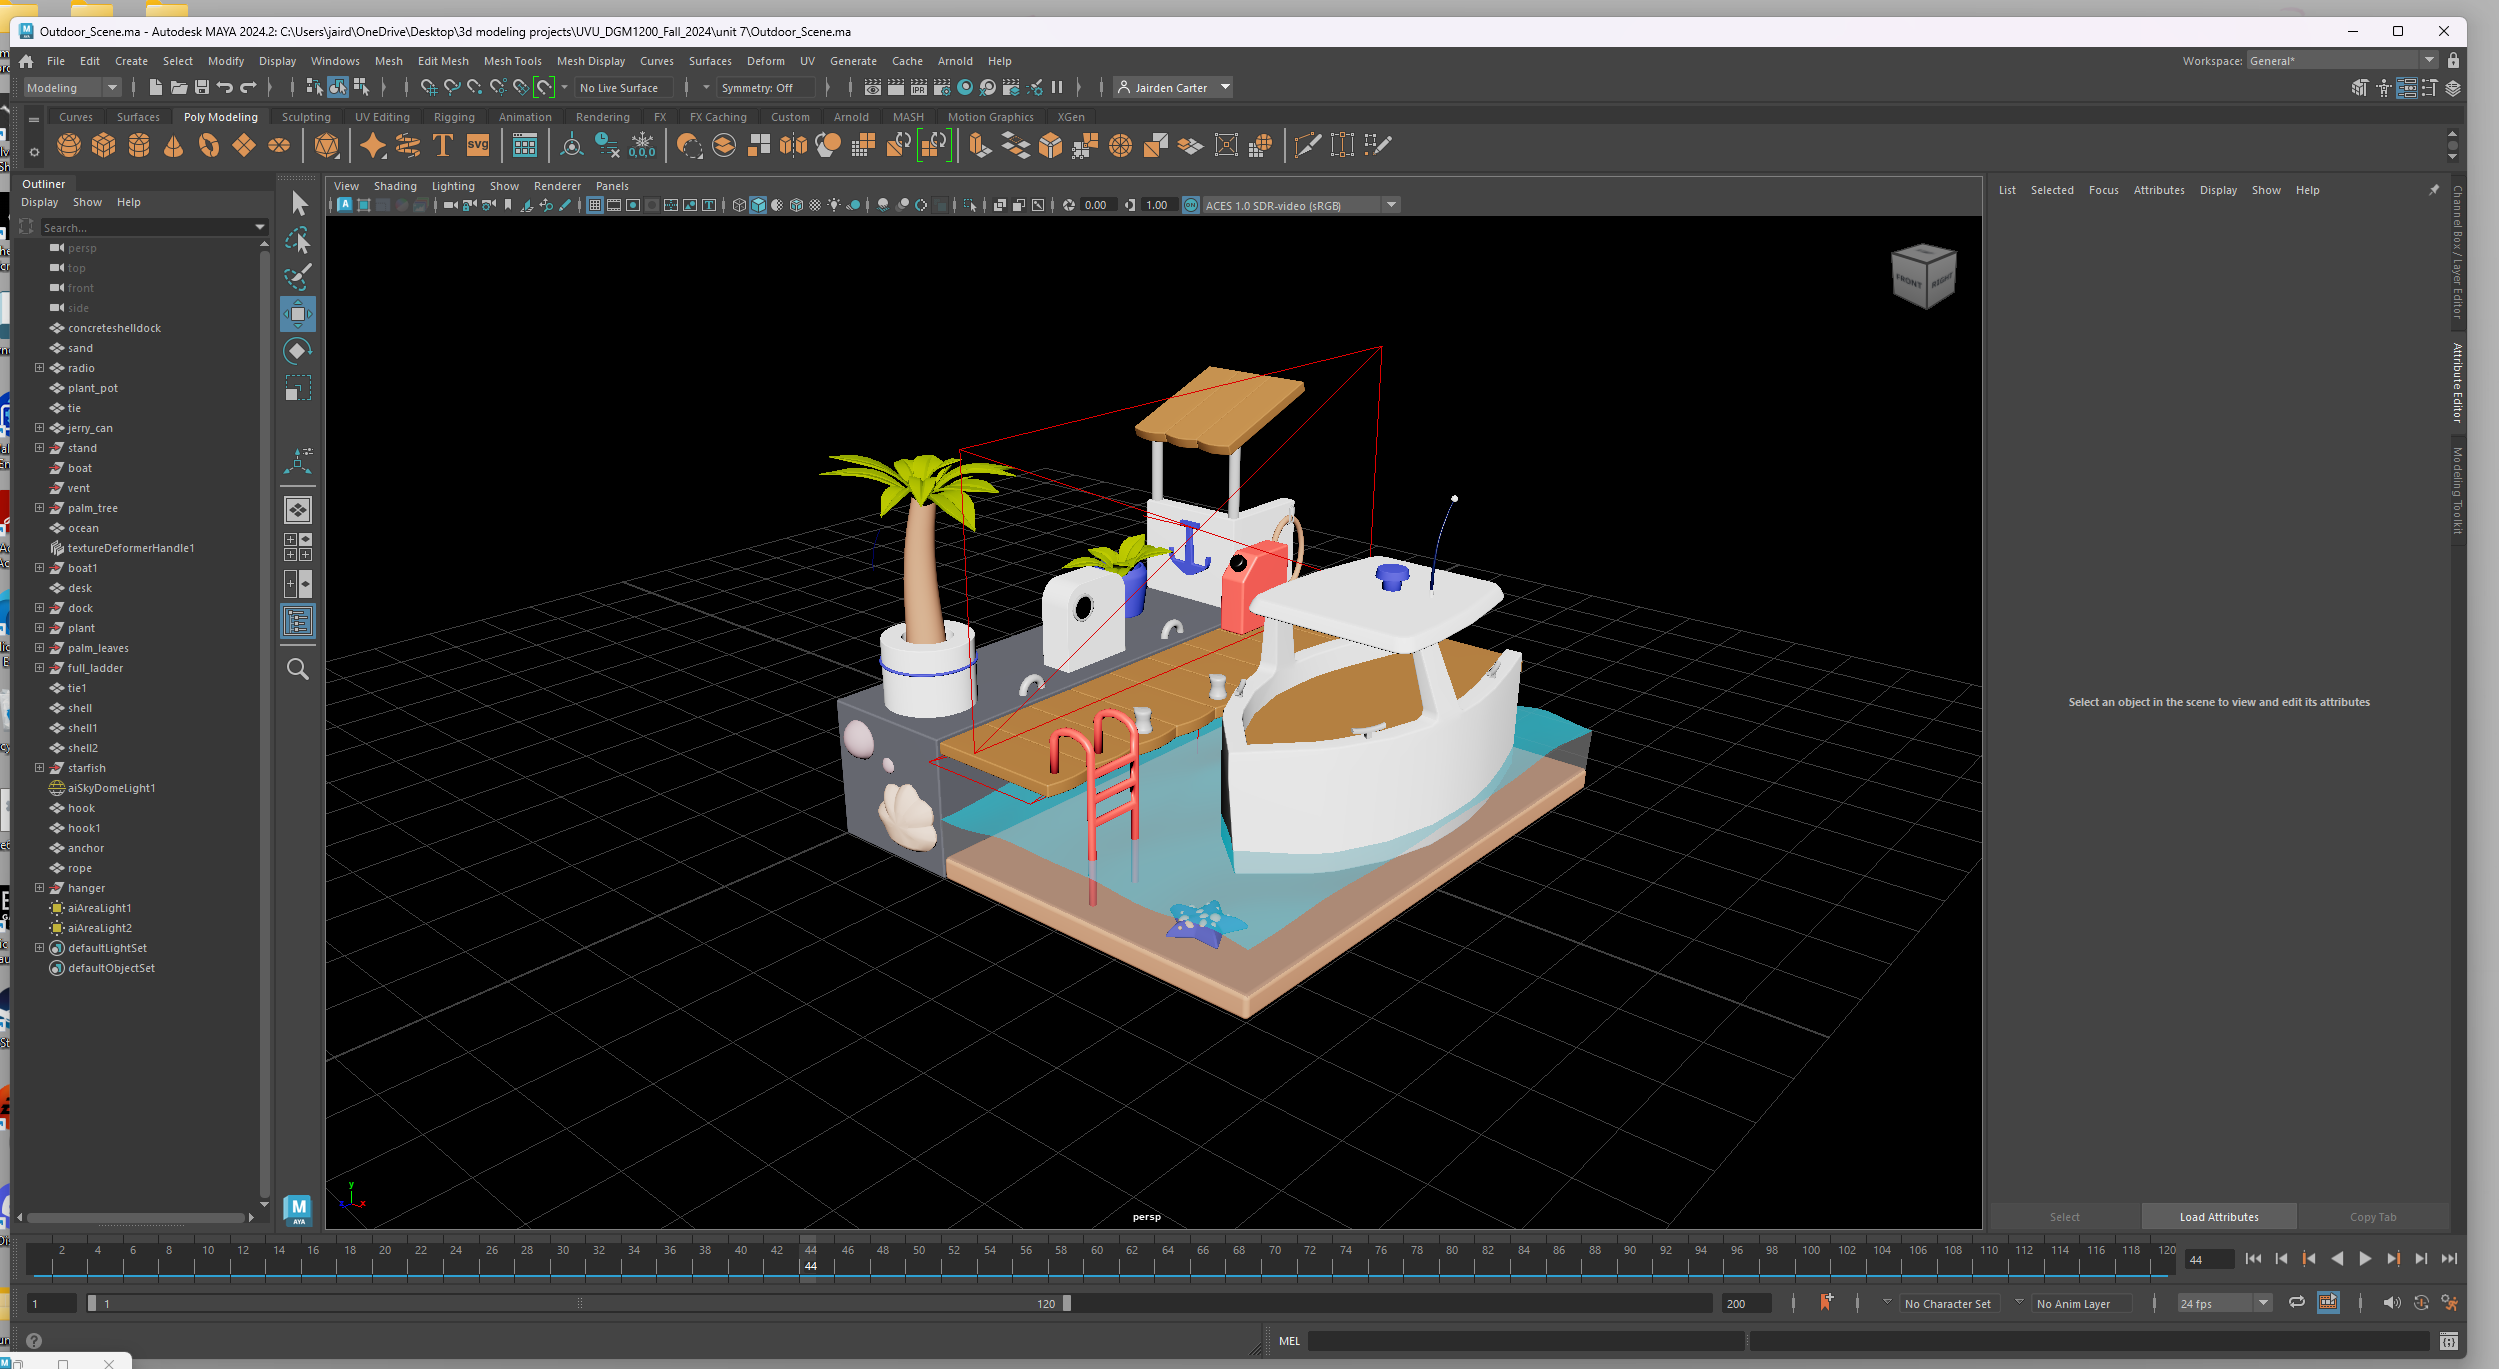 Outdoor_Scene.ma - Autodesk MAYA 2024.2: C:\Users\jaird\OneDrive\Desktop\3d modeling projects\UVU_DGM1200_Fall_2024\unit 7\Outdoor_Scene.ma
File Edit Create Select Modify Display Windows Mesh Edit Mesh Mesh Tools Mesh Display Curves Surfaces Deform UV Generate Cache Arnold Help
Workspace: General*
Modeling
No Live Surface
Symmetry: Off
IPR
Jairden Carter
Curves Surfaces Poly Modeling Sculpting UV Editing Rigging Animation Rendering FX FX Caching Custom Arnold MASH Motion Graphics XGen
svg
0,0,0
Outliner
Display Show Help
Search...
persp
top
front
side
concreteshelldock
sand
radio
plant_pot
tie
jerry_can
stand
boat
vent
palm_tree
ocean
textureDeformerHandle1
boat1
desk
dock
plant
palm_leaves
full_ladder
tie1
shell
shell1
shell2
starfish
aiSkyDomeLight1
hook
hook1
anchor
rope
hanger
aiAreaLight1
aiAreaLight2
defaultLightSet
defaultObjectSet
M
AYA
View Shading Lighting Show Renderer Panels
0.00
1.00
ON
ACES 1.0 SDR-video (sRGB)
FRONT
RIGHT
y
x
persp
List Selected Focus Attributes Display Show Help
Channel Box / Layer Editor
Attribute Editor
Modeling Toolkit
Select an object in the scene to view and edit its attributes
Select
Load Attributes
Copy Tab
2 4 6 8 10 12 14 16 18 20 22 24 26 28 30 32 34 36 38 40 42 44 46 48 50 52 54 56 58 60 62 64 66 68 70 72 74 76 78 80 82 84 86 88 90 92 94 96 98 100 102 104 106 108 110 112 114 116 118 120
44
44
1
1
120
200
No Character Set
No Anim Layer
24 fps
MEL